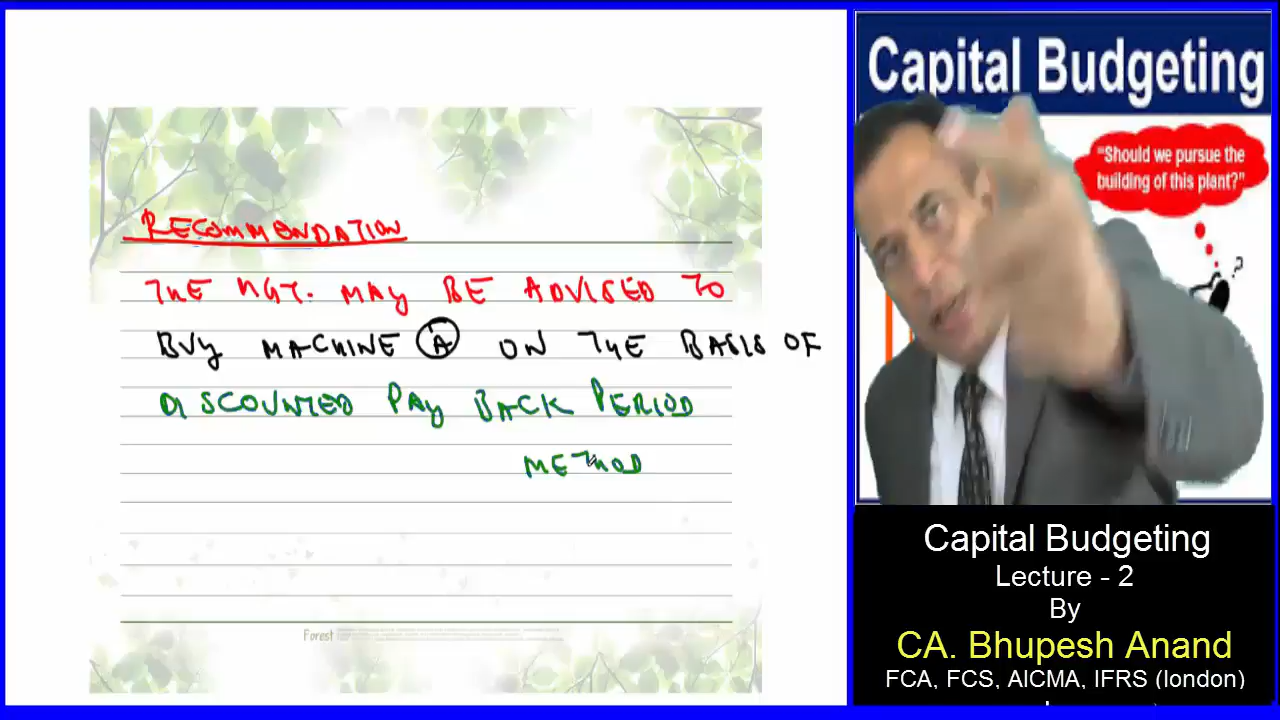 RECOMMENDATION
THE MGT. MAY BE ADVISED TO
BUY MACHINE A ON THE BASIS OF
DISCOUNTED PAY BACK PERIOD
METHOD
Forest
Capital Budgeting
"Should we pursue the
building of this plant?"
?
Capital Budgeting
Lecture - 2
By
CA. Bhupesh Anand
FCA, FCS, AICMA, IFRS (london)